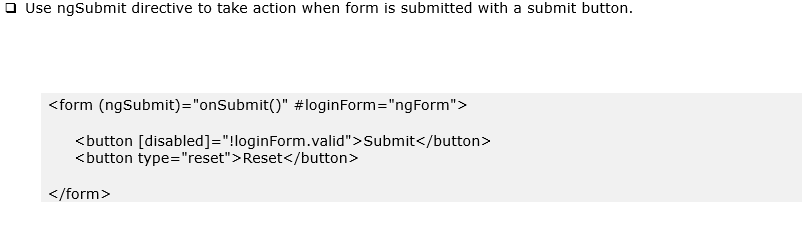 ❑ Use ngSubmit directive to take action when form is submitted with a submit button.
<form (ngSubmit)="onSubmit()" #loginForm="ngForm">
<button [disabled]="!loginForm.valid">Submit</button>
<button type="reset">Reset</button>
</form>